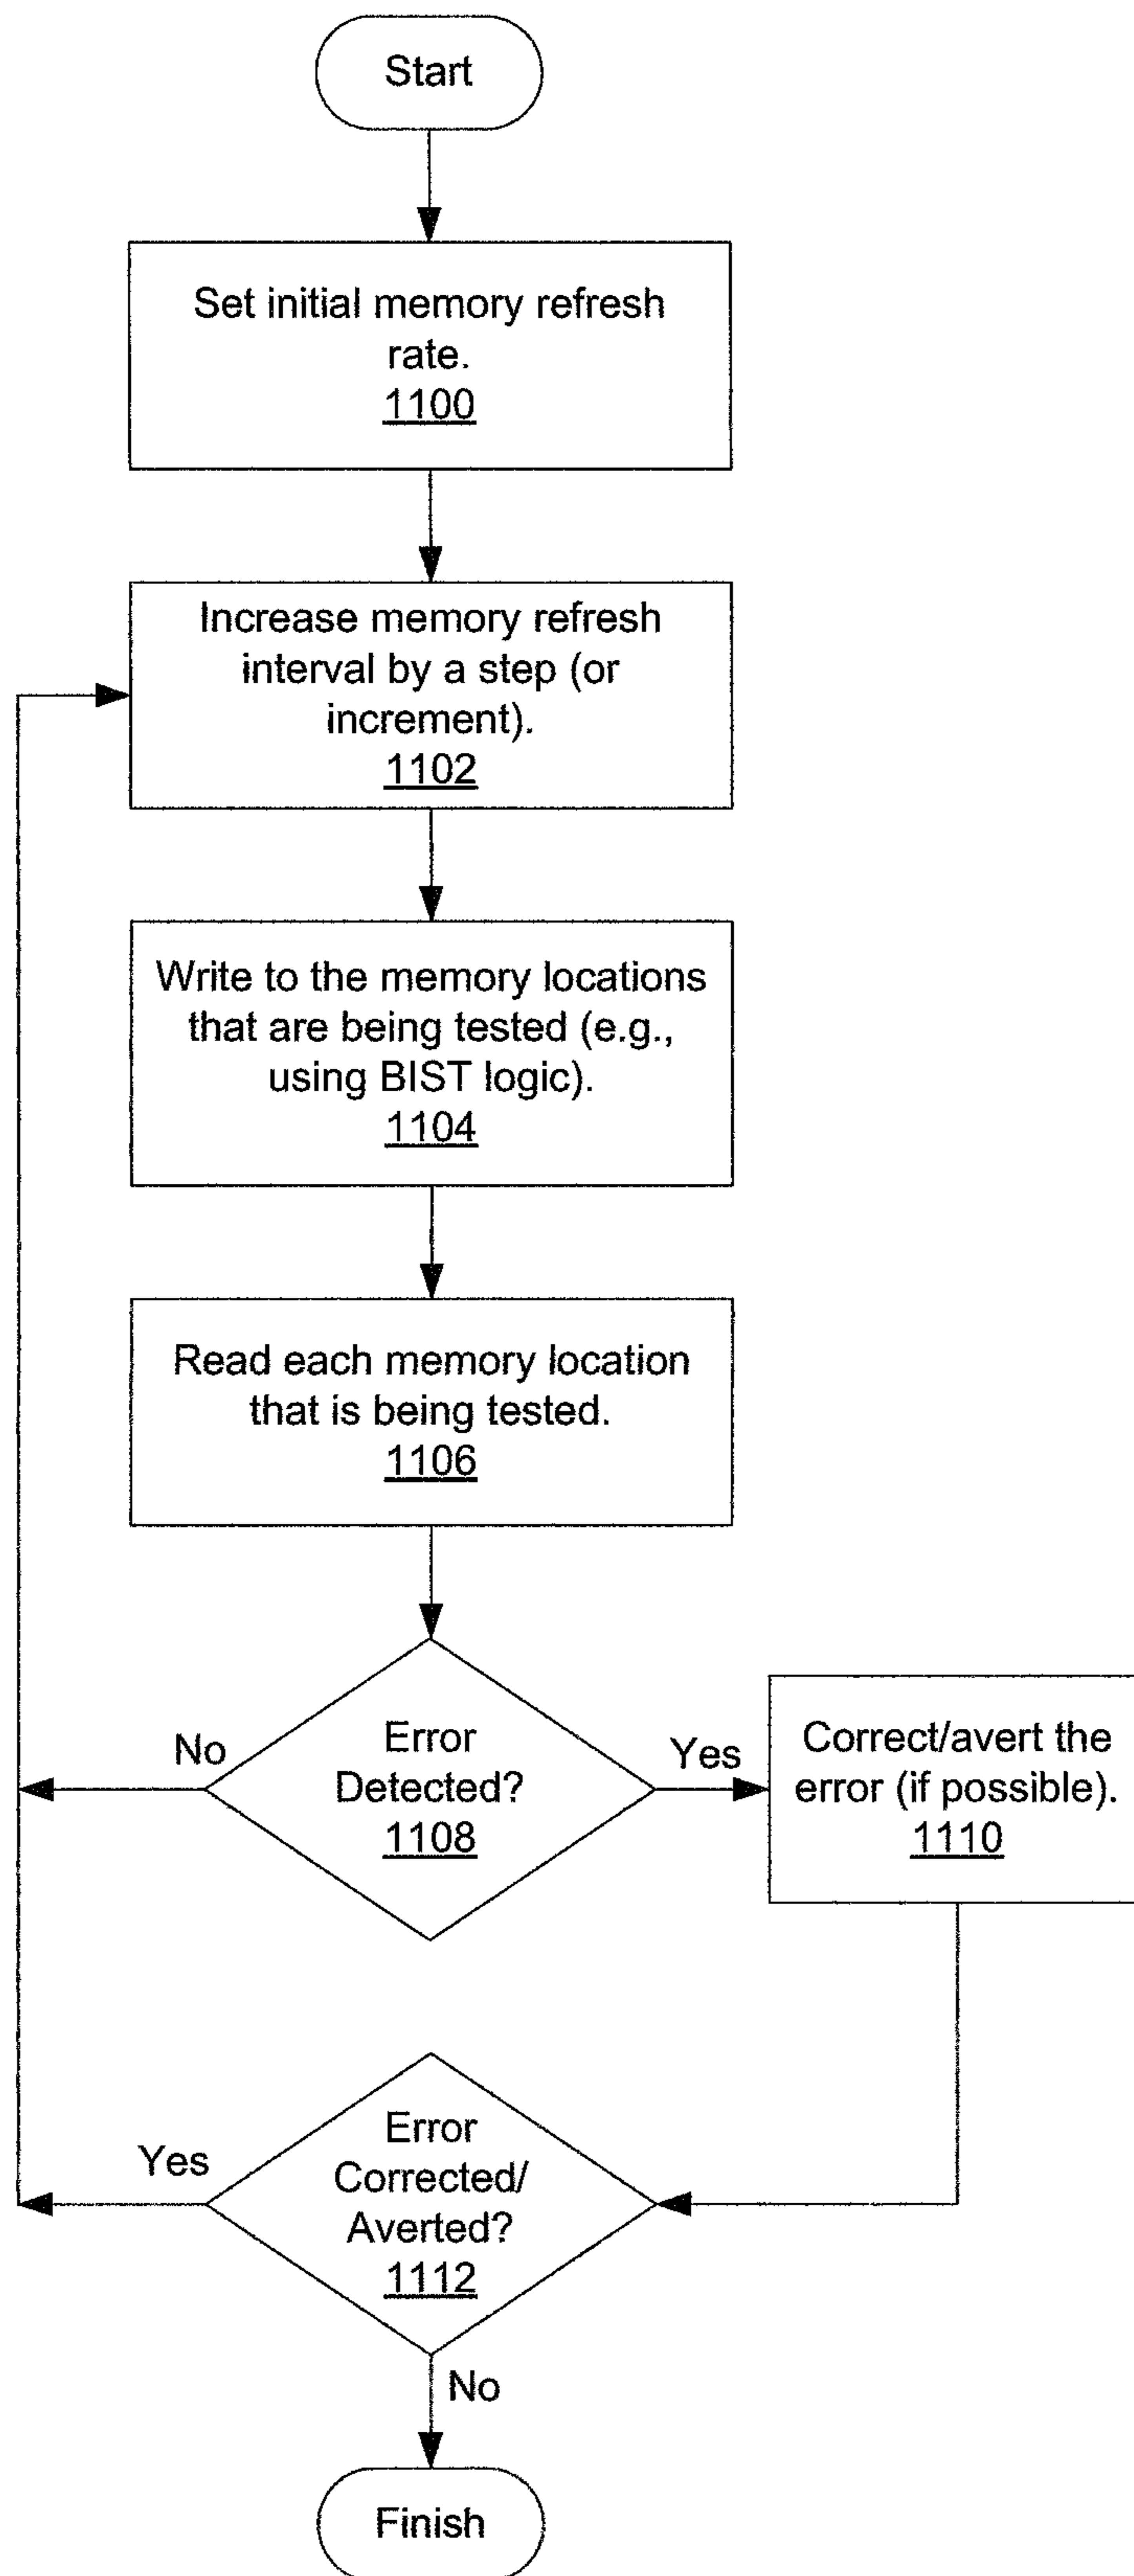 Start
Set initial memory refresh
rate.
1100
Increase memory refresh
interval by a step (or
increment).
1102
Write to the memory locations
that are being tested (e.g.,
using BIST logic).
1104
Read each memory location
that is being tested.
1106
No
Error
Detected?
1108
Yes
Correct/avert the
error (if possible).
1110
Yes
Error
Corrected/
Averted?
1112
No
Finish